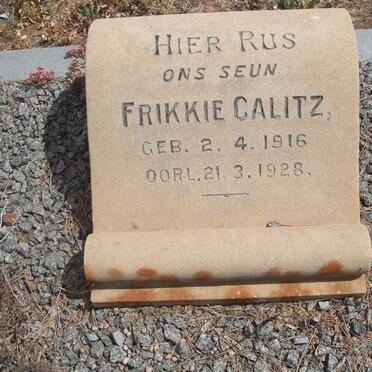 HIER RUS
ONS SEUN
FRIKKIE CALITZ,
GEB. 2. 4. 1916
OORL. 21. 3. 1928.